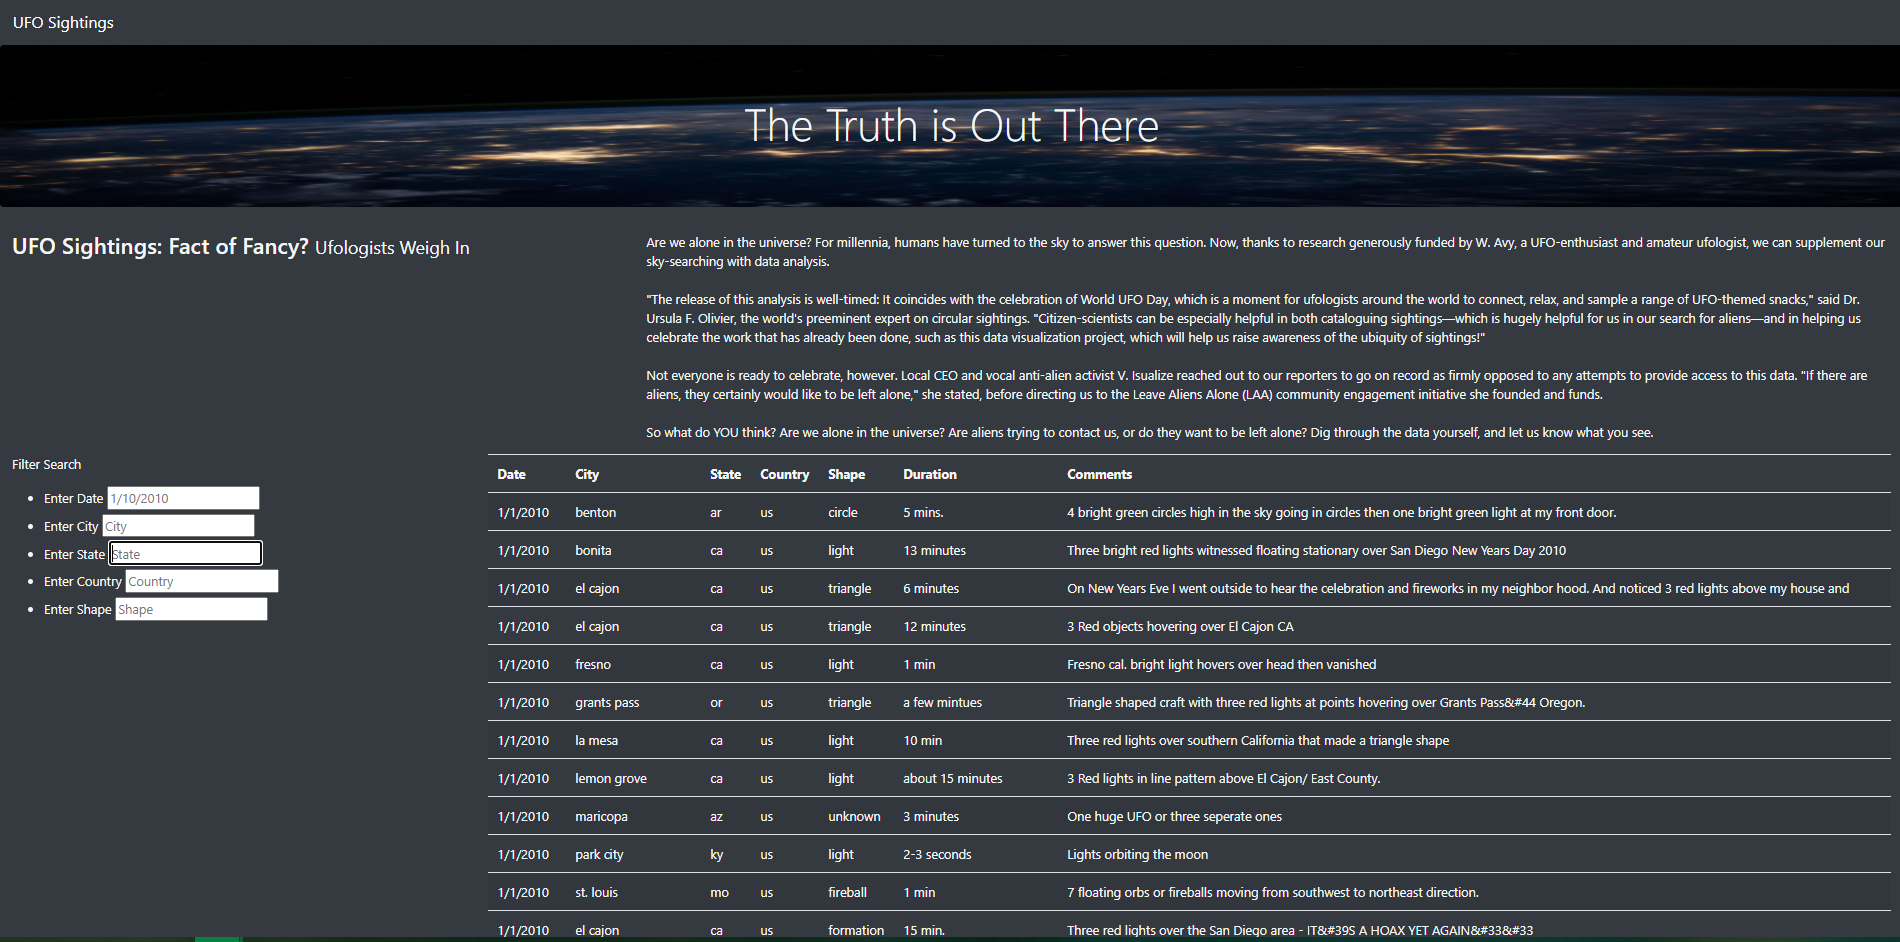 UFO Sightings
The Truth is Out There
UFO Sightings: Fact of Fancy? Ufologists Weigh In
Are we alone in the universe? For millennia, humans have turned to the sky to answer this question. Now, thanks to research generously funded by W. Avy, a UFO-enthusiast and amateur ufologist, we can supplement our
sky-searching with data analysis.
"The release of this analysis is well-timed: It coincides with the celebration of World UFO Day, which is a moment for ufologists around the world to connect, relax, and sample a range of UFO-themed snacks," said Dr.
Ursula F. Olivier, the world's preeminent expert on circular sightings. "Citizen-scientists can be especially helpful in both cataloguing sightings—which is hugely helpful for us in our search for aliens—and in helping us
celebrate the work that has already been done, such as this data visualization project, which will help us raise awareness of the ubiquity of sightings!"
Not everyone is ready to celebrate, however. Local CEO and vocal anti-alien activist V. Isualize reached out to our reporters to go on record as firmly opposed to any attempts to provide access to this data. "If there are
aliens, they certainly would like to be left alone," she stated, before directing us to the Leave Aliens Alone (LAA) community engagement initiative she founded and funds.
So what do YOU think? Are we alone in the universe? Are aliens trying to contact us, or do they want to be left alone? Dig through the data yourself, and let us know what you see.
Filter Search
Enter Date 1/10/2010
Enter City City
Enter State State
Enter Country Country
Enter Shape Shape
Date City State Country Shape Duration Comments
1/1/2010 benton ar us circle 5 mins. 4 bright green circles high in the sky going in circles then one bright green light at my front door.
1/1/2010 bonita ca us light 13 minutes Three bright red lights witnessed floating stationary over San Diego New Years Day 2010
1/1/2010 el cajon ca us triangle 6 minutes On New Years Eve I went outside to hear the celebration and fireworks in my neighbor hood. And noticed 3 red lights above my house and
1/1/2010 el cajon ca us triangle 12 minutes 3 Red objects hovering over El Cajon CA
1/1/2010 fresno ca us light 1 min Fresno cal. bright light hovers over head then vanished
1/1/2010 grants pass or us triangle a few mintues Triangle shaped craft with three red lights at points hovering over Grants Pass&#44 Oregon.
1/1/2010 la mesa ca us light 10 min Three red lights over southern California that made a triangle shape
1/1/2010 lemon grove ca us light about 15 minutes 3 Red lights in line pattern above El Cajon/ East County.
1/1/2010 maricopa az us unknown 3 minutes One huge UFO or three seperate ones
1/1/2010 park city ky us light 2-3 seconds Lights orbiting the moon
1/1/2010 st. louis mo us fireball 1 min 7 floating orbs or fireballs moving from southwest to northeast direction.
1/1/2010 el cajon ca us formation 15 min. Three red lights over the San Diego area - IT&#39S A HOAX YET AGAIN&#33&#33